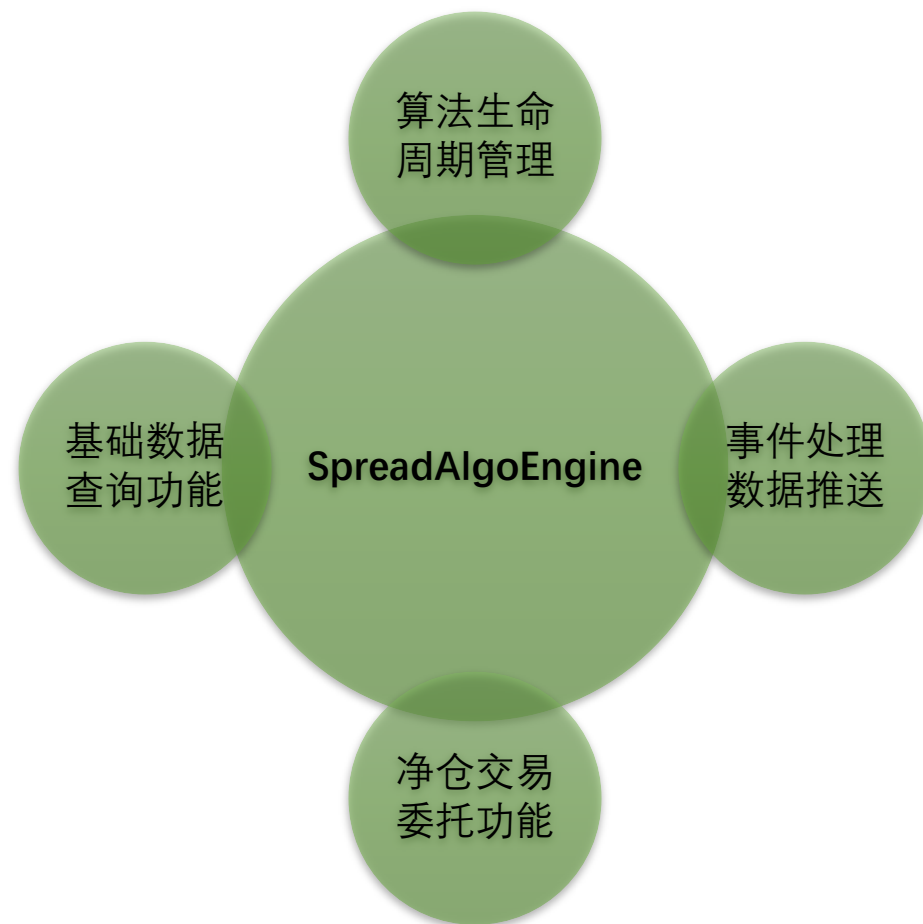 算法生命
周期管理
基础数据
查询功能
SpreadAlgoEngine
事件处理
数据推送
净仓交易
委托功能